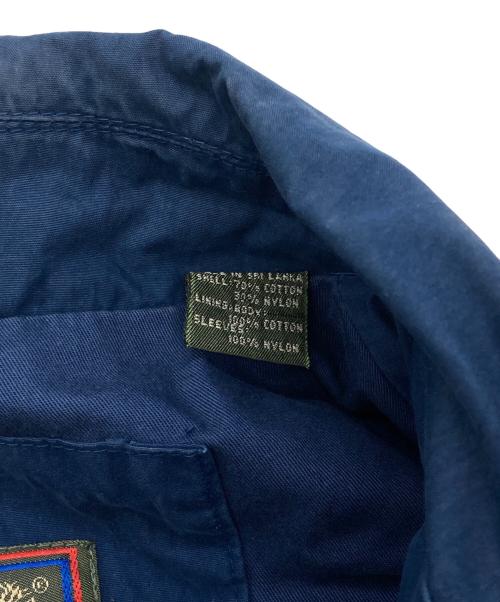 IN SRI LANKA
SHELL: 70% COTTON
30% NYLON
LINING: BODY:
100% COTTON
SLEEVES:
100% NYLON
®